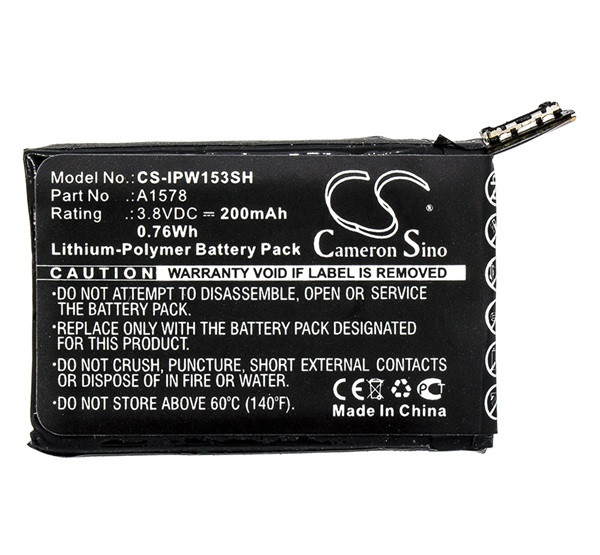 Model No.: CS-IPW153SH
Part No : A1578
Rating : 3.8VDC ⎓ 200mAh
0.76Wh
Lithium-Polymer Battery Pack
CS
Cameron Sino
CAUTION:
WARRANTY VOID IF LABEL IS REMOVED
•DO NOT ATTEMPT TO DISASSEMBLE, OPEN OR SERVICE
THE BATTERY PACK.
•REPLACE ONLY WITH THE BATTERY PACK DESIGNATED
FOR THIS PRODUCT.
•DO NOT CRUSH, PUNCTURE, SHORT EXTERNAL CONTACTS
OR DISPOSE OF IN FIRE OR WATER.
•DO NOT STORE ABOVE 60°C (140°F)
CE FC
Made In China